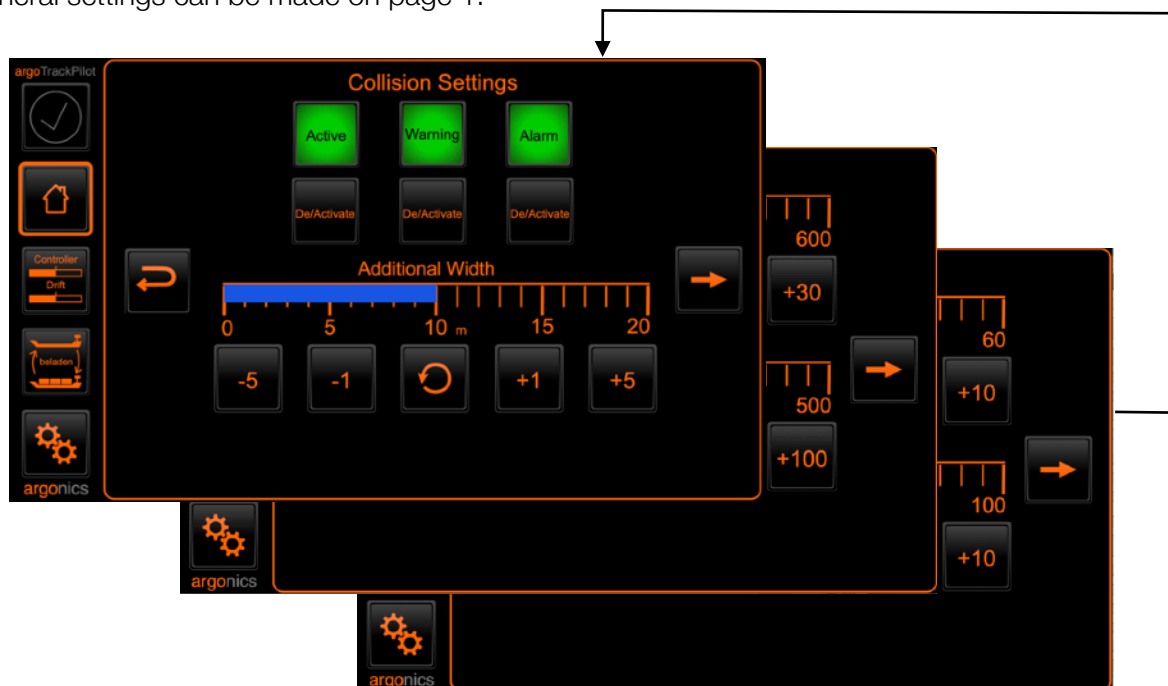 neral settings can be made on page 1.
argoTrackPilot
Collision Settings
Active Warning Alarm
De/Activate De/Activate De/Activate
Controller
Drift
Additional Width
0 5 10 m 15 20
beladen
-5 -1 +1 +5
argonics
600
+30
500
+100
argonics
60
+10
100
+10
argonics